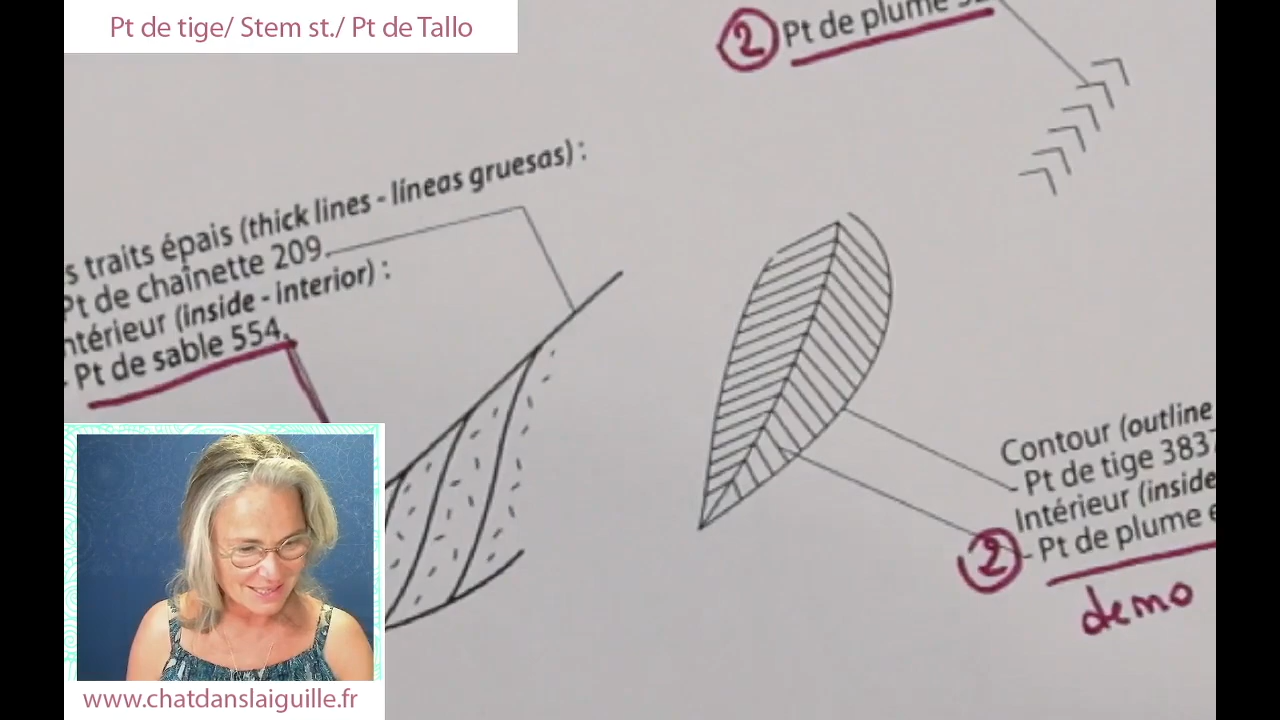 Pt de tige/ Stem st./ Pt de Tallo
2 Pt de plume
s traits épais (thick lines - líneas gruesas) :
Pt de chaînette 209.
ntérieur (inside - interior) :
- Pt de sable 554.
Contour (outline
- Pt de tige 3837
Intérieur (inside
2 - Pt de plume e
demo
www.chatdanslaiguille.fr